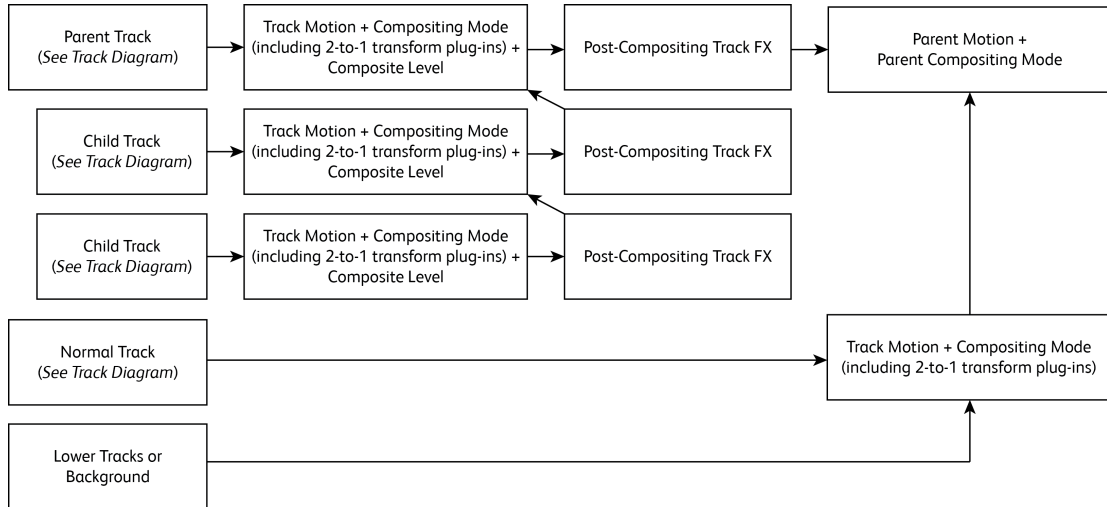 Parent Track
(See Track Diagram)
Track Motion + Compositing Mode
(including 2-to-1 transform plug-ins) +
Composite Level
Post-Compositing Track FX
Parent Motion +
Parent Compositing Mode
Child Track
(See Track Diagram)
Track Motion + Compositing Mode
(including 2-to-1 transform plug-ins) +
Composite Level
Post-Compositing Track FX
Child Track
(See Track Diagram)
Track Motion + Compositing Mode
(including 2-to-1 transform plug-ins) +
Composite Level
Post-Compositing Track FX
Normal Track
(See Track Diagram)
Track Motion + Compositing Mode
(including 2-to-1 transform plug-ins)
Lower Tracks or
Background